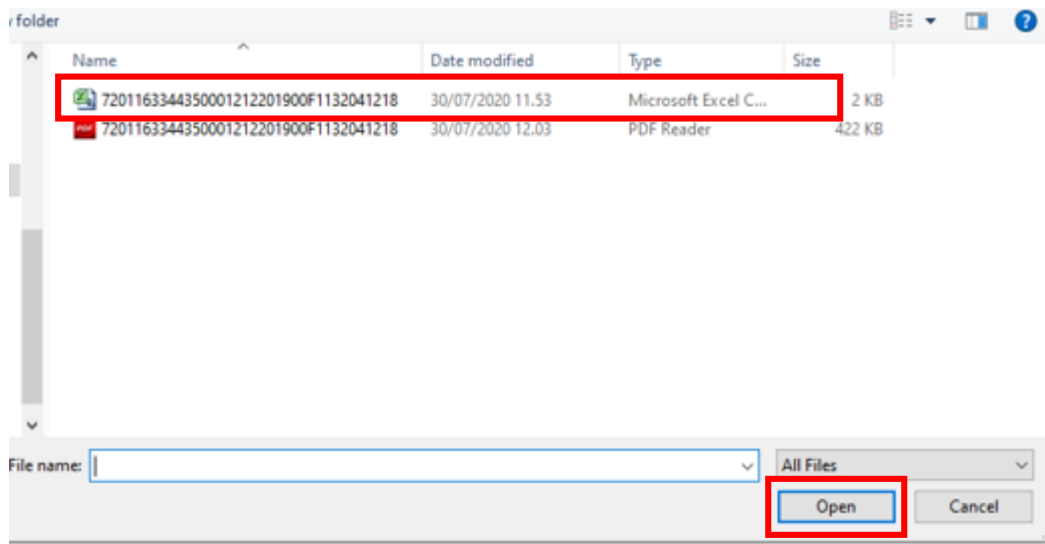 folder
Name Date modified Type Size
7201163344350001212201900F1132041218 30/07/2020 11.53 Microsoft Excel C... 2 KB
PDF 7201163344350001212201900F1132041218 30/07/2020 12.03 PDF Reader 422 KB
File name: All Files
Open Cancel